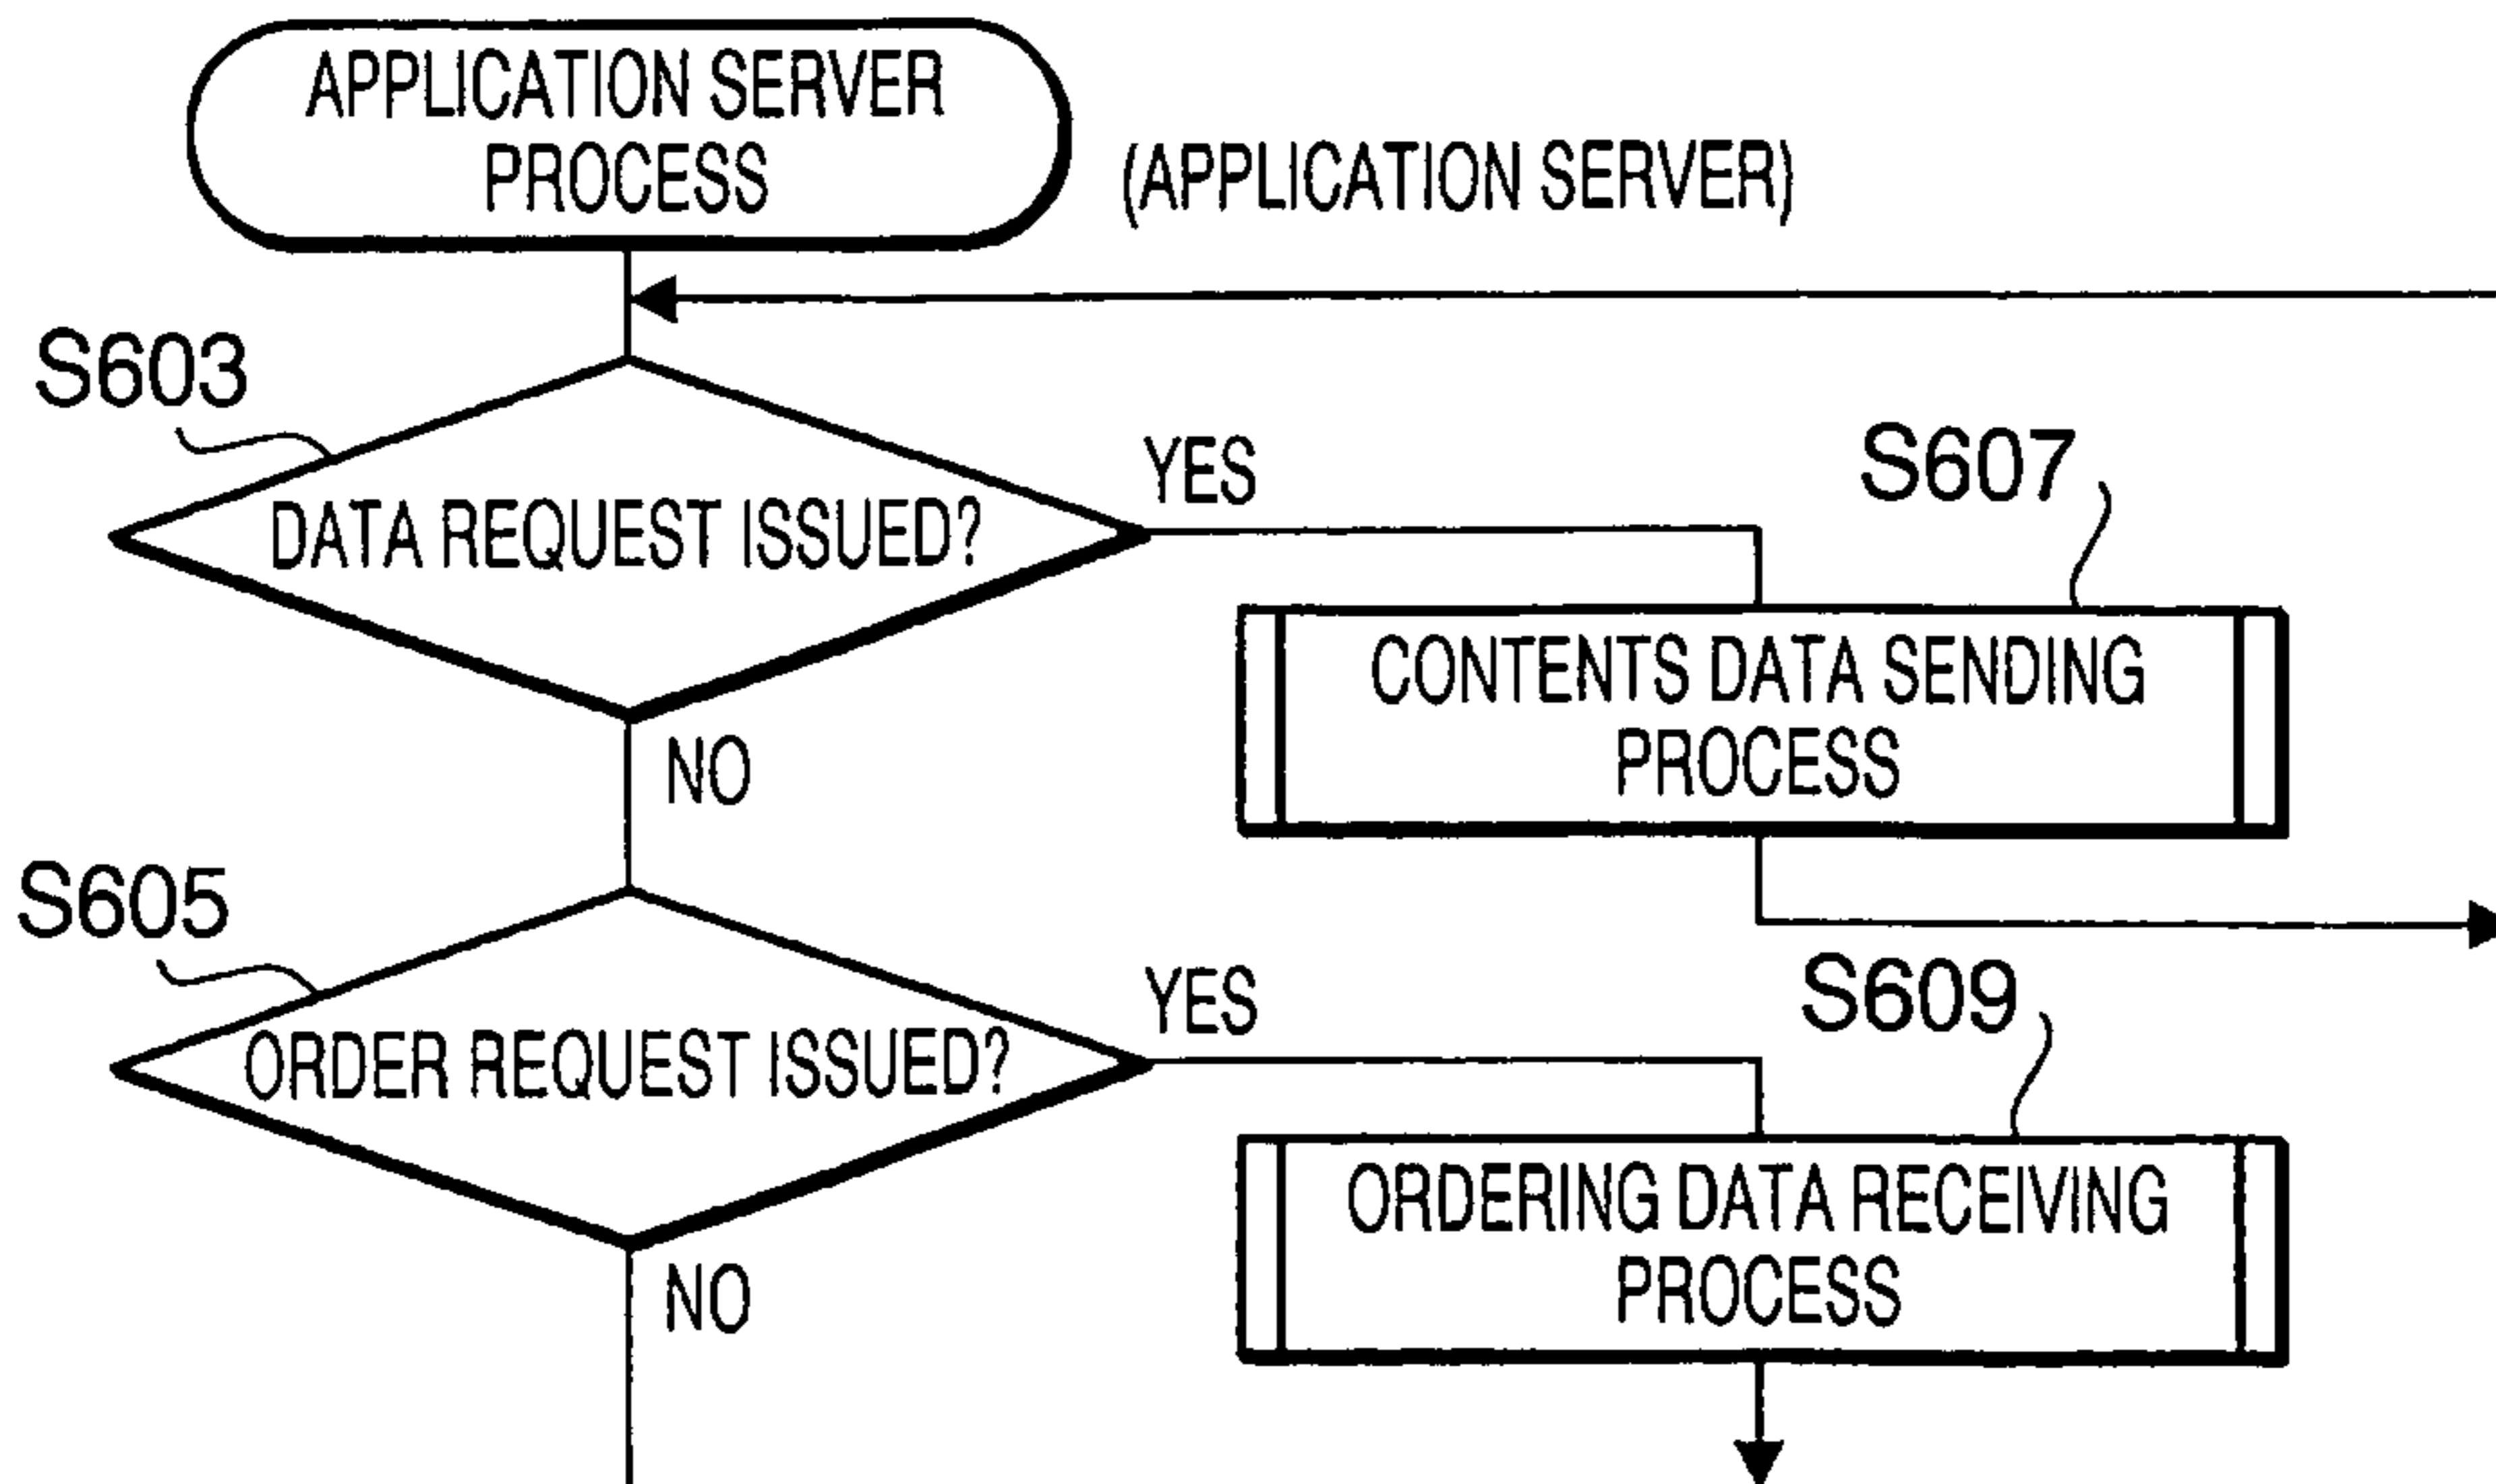 APPLICATION SERVER
PROCESS
(APPLICATION SERVER)
S603
DATA REQUEST ISSUED?
YES
S607
CONTENTS DATA SENDING
PROCESS
NO
S605
ORDER REQUEST ISSUED?
YES
S609
ORDERING DATA RECEIVING
PROCESS
NO